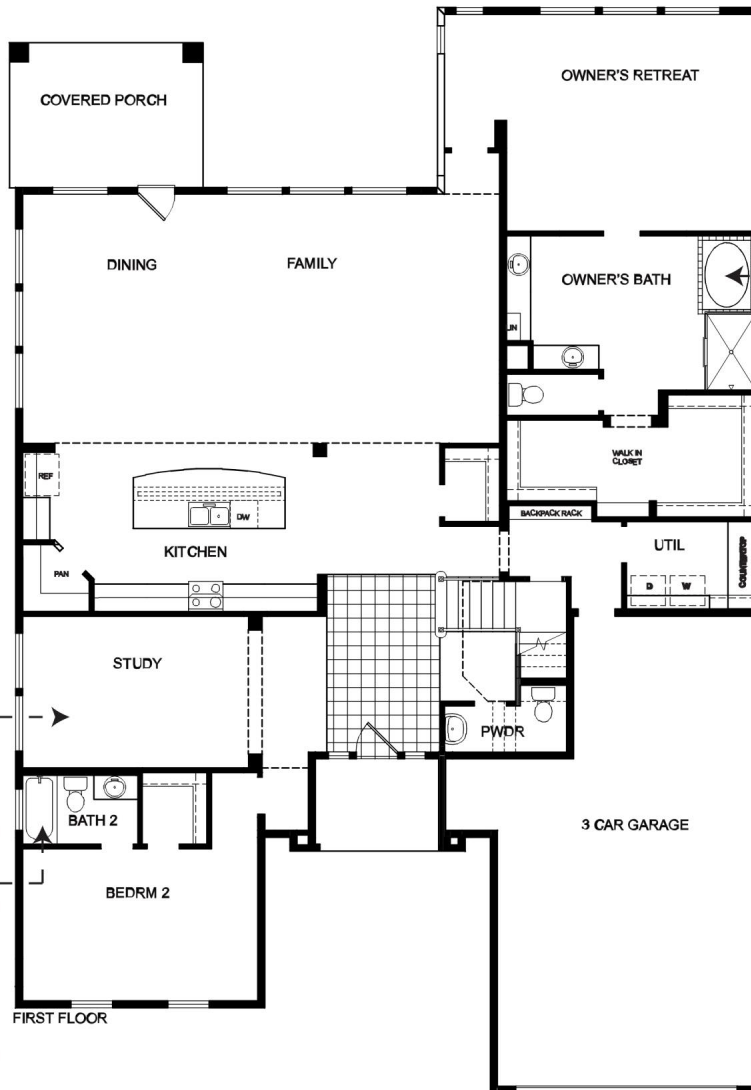 OWNER'S RETREAT
COVERED PORCH
DINING
FAMILY
OWNER'S BATH
LIN
WALK IN
CLOSET
REF
DW
BACKPACK RACK
KITCHEN
UTIL
COUNTERTOP
PAN
D
W
STUDY
PWDR
BATH 2
3 CAR GARAGE
BEDRM 2
FIRST FLOOR